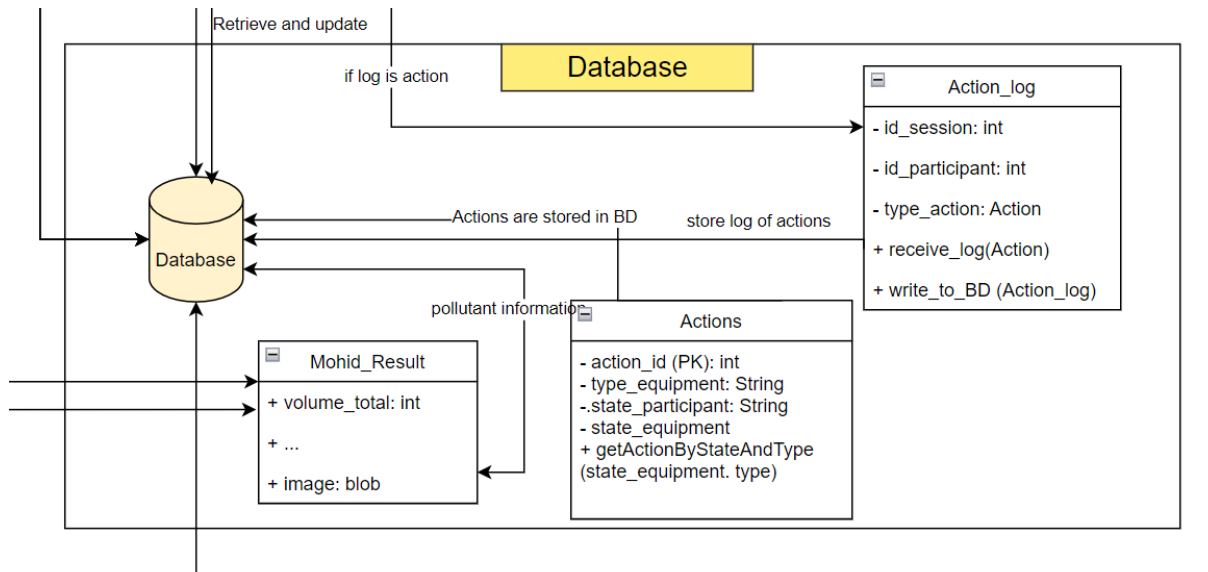 Retrieve and update
Database
if log is action
Action_log
- id_session: int
- id_participant: int
- type_action: Action
+ receive_log(Action)
+ write_to_BD (Action_log)
Actions are stored in BD
store log of actions
Database
pollutant information
Actions
- action_id (PK): int
- type_equipment: String
-.state_participant: String
- state_equipment
+ getActionByStateAndType
(state_equipment. type)
Mohid_Result
+ volume_total: int
+ ...
+ image: blob